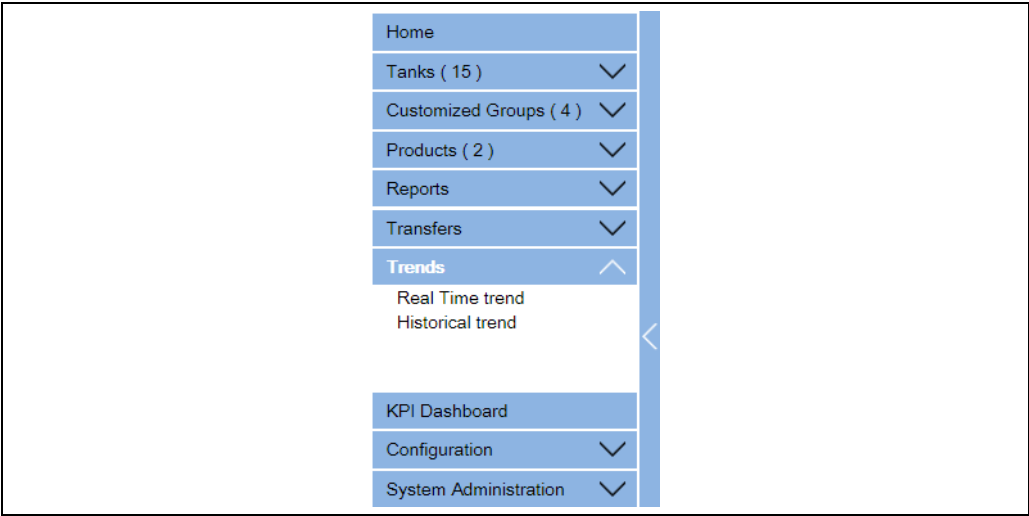 Home
Tanks ( 15 )
Customized Groups ( 4 )
Products ( 2 )
Reports
Transfers
Trends
Real Time trend
Historical trend
KPI Dashboard
Configuration
System Administration